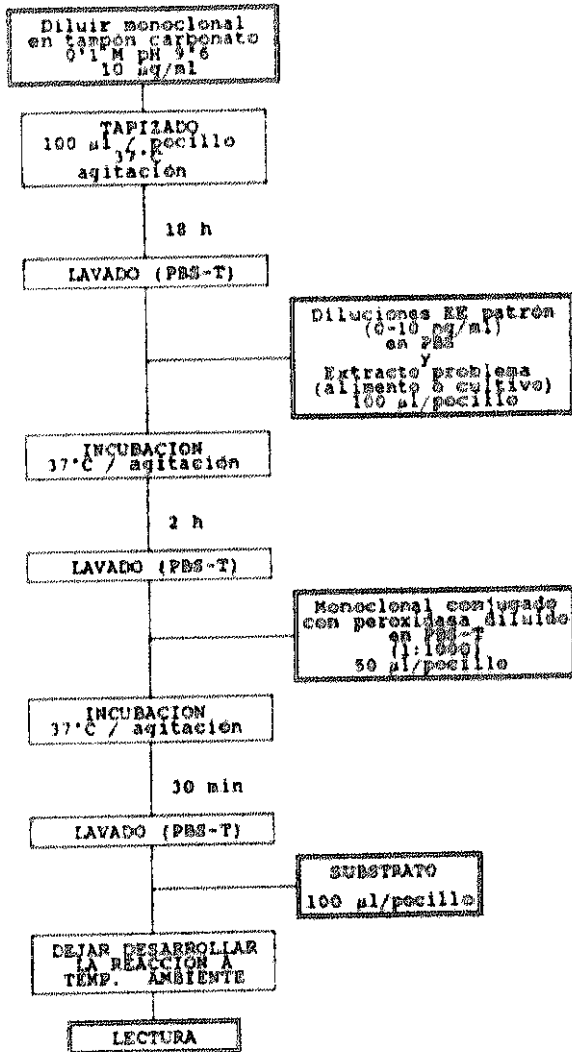 Diluir monoclonal
en tampón carbonato
0'1 M pH 9'6
10 µg/ml
TAPIZADO
100 µl / pocillo
37°C
agitación
18 h
LAVADO (PBS-T)
Diluciones EE patrón
(0-10 ng/ml)
en PBS
y
Extracto problema
(alimento o cultivo)
100 µl/pocillo
INCUBACION
37°C / agitación
2 h
LAVADO (PBS-T)
Monoclonal conjugado
con peroxidasa diluido
en PBS-T
(1:1000)
50 µl/pocillo
INCUBACION
37°C / agitación
30 min
LAVADO (PBS-T)
SUBSTRATO
100 µl/pocillo
DEJAR DESARROLLAR
LA REACCIÓN A
TEMP. AMBIENTE
LECTURA